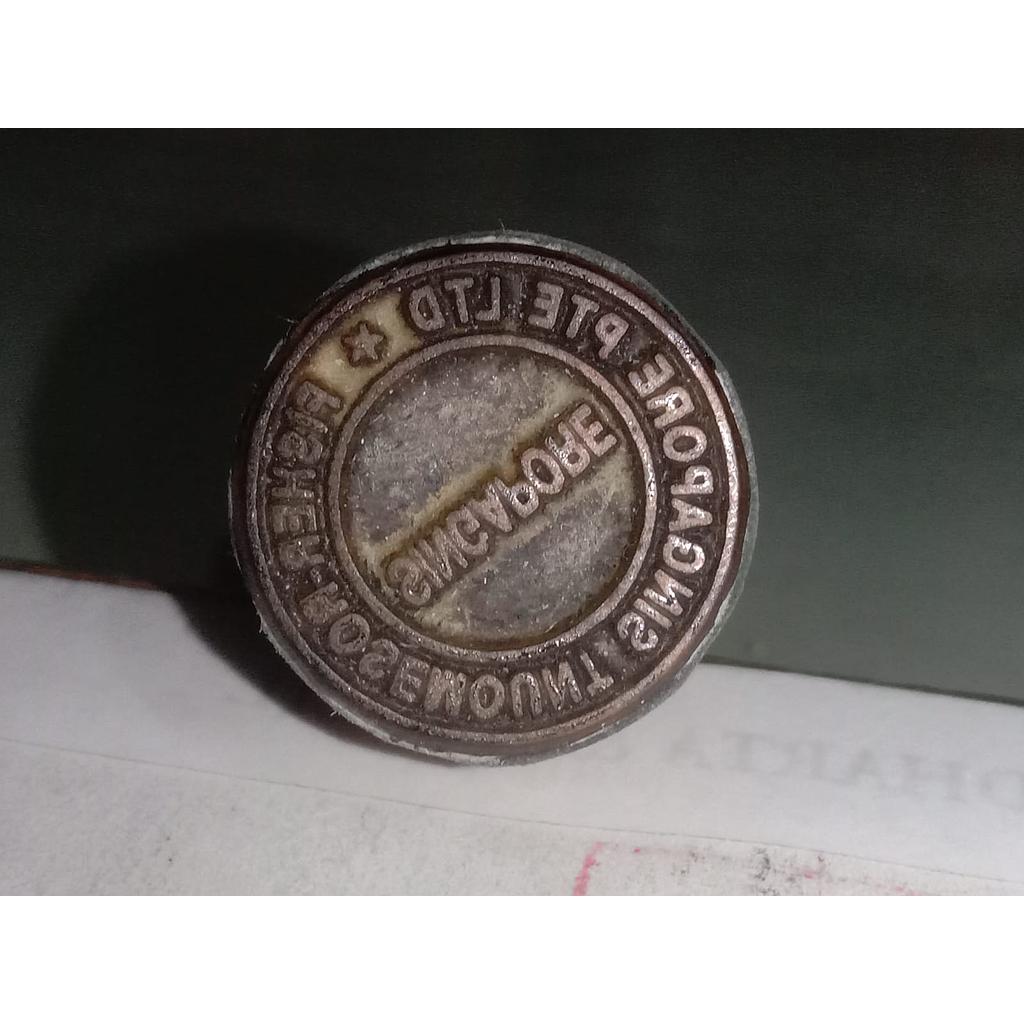 FISHER-ROSEMOUNT SINGAPORE PTE LTD ★
SINGAPORE